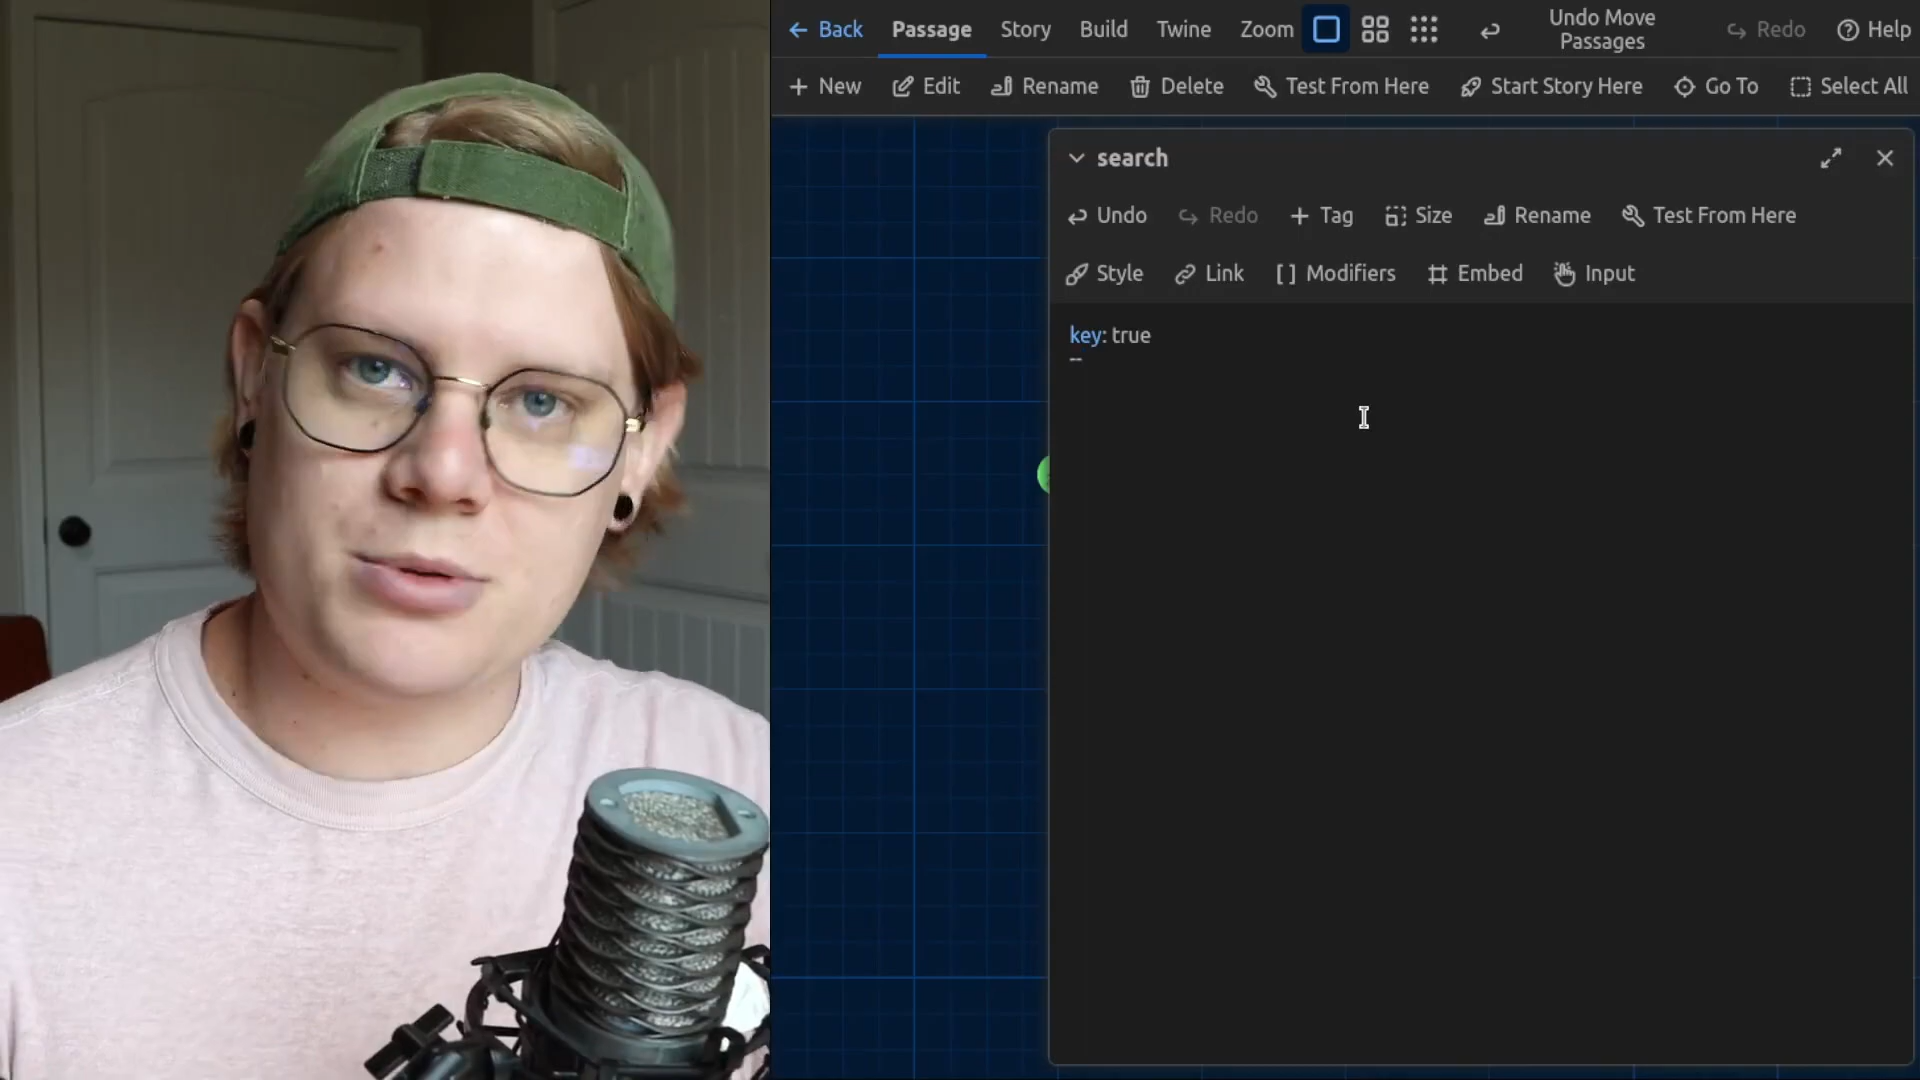 Back Passage Story Build Twine Zoom Undo Move Passages Redo Help
New Edit Rename Delete Test From Here Start Story Here Go To Select All
search
Undo Redo Tag Size Rename Test From Here
Style Link Modifiers Embed Input
key: true
--